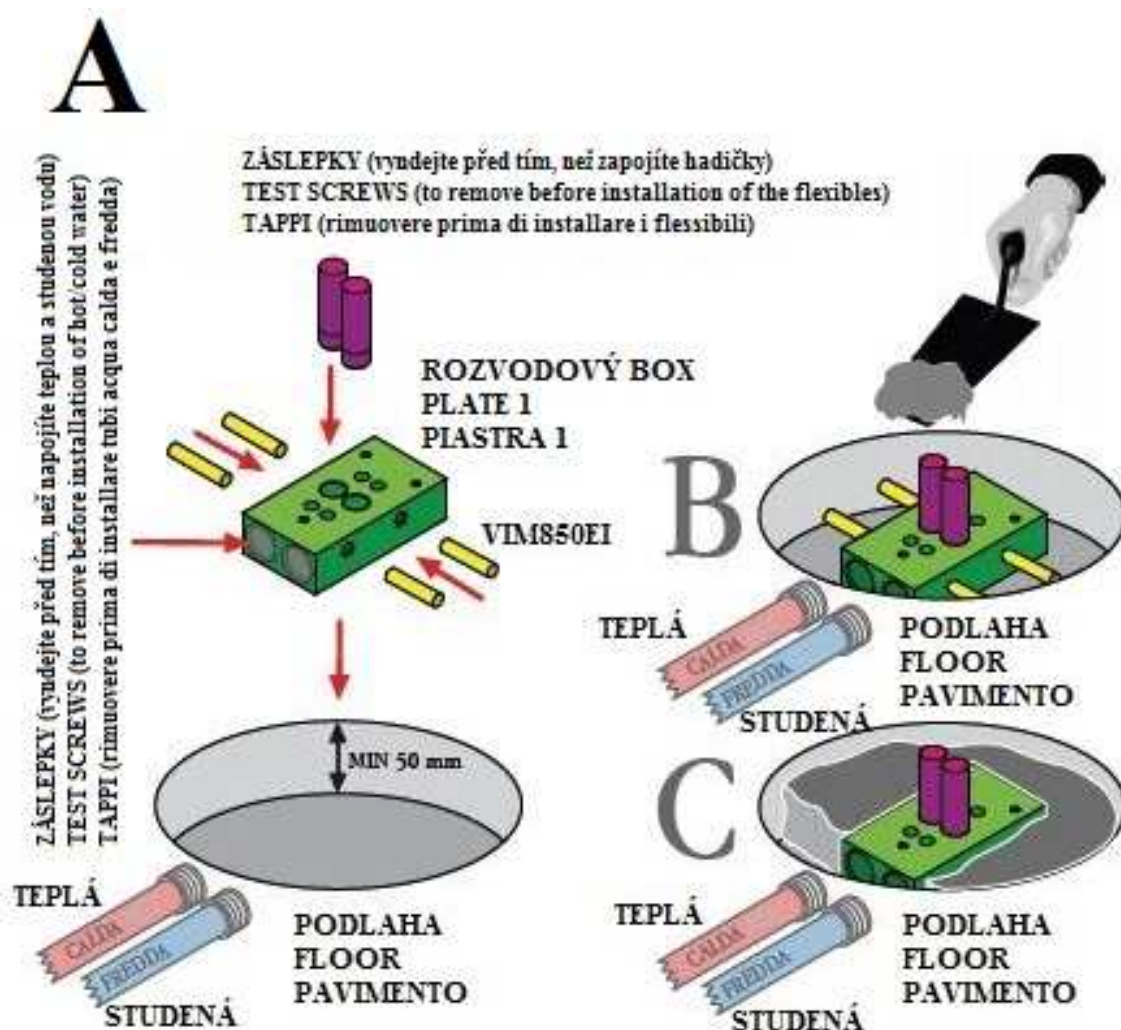 A
ZÁSLEPKY (vyndejte před tím, než zapojíte hadičky)
TEST SCREWS (to remove before installation of the flexibles)
TAPPI (rimuovere prima di installare i flessibili)
ZÁSLEPKY (vyndejte před tím, než napojíte teplou a studenou vodu)
TEST SCREWS (to remove before installation of hot/cold water)
TAPPI (rimuovere prima di installare tubi acqua calda e fredda)
ROZVODOVÝ BOX
PLATE 1
PIASTRA 1
VIM850EI
MIN 50 mm
TEPLÁ
CALDA
FREDDA
STUDENÁ
PODLAHA
FLOOR
PAVIMENTO
B
TEPLÁ
CALDA
FREDDA
STUDENÁ
PODLAHA
FLOOR
PAVIMENTO
C
TEPLÁ
CALDA
FREDDA
STUDENÁ
PODLAHA
FLOOR
PAVIMENTO